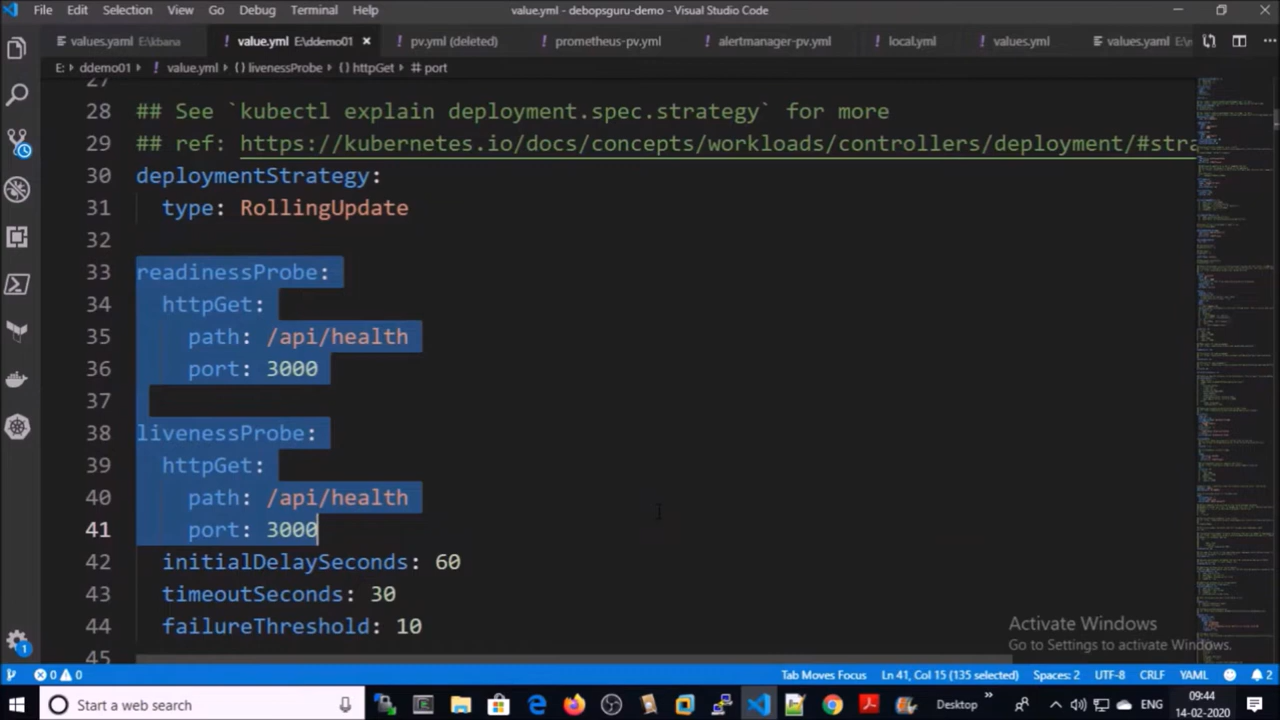 File Edit Selection View Go Debug Terminal Help value.yml - debopsguru-demo - Visual Studio Code
values.yaml E:\kbana ! value.yml E:\ddemo01 × ! pv.yml (deleted) ! prometheus-pv.yml ! alertmanager-pv.yml ! local.yml ! values.yml values.yaml E:\
E: > ddemo01 > ! value.yml > {} livenessProbe > {} httpGet > # port
27
28 ## See `kubectl explain deployment.spec.strategy` for more
29 ## ref: https://kubernetes.io/docs/concepts/workloads/controllers/deployment/#stra
30 deploymentStrategy:
31 type: RollingUpdate
32
33 readinessProbe:
34 httpGet:
35 path: /api/health
36 port: 3000
37
38 livenessProbe:
39 httpGet:
40 path: /api/health
41 port: 3000
42 initialDelaySeconds: 60
43 timeoutSeconds: 30
44 failureThreshold: 10
45
Activate Windows
Go to Settings to activate Windows.
0 0 Tab Moves Focus Ln 41, Col 15 (135 selected) Spaces: 2 UTF-8 CRLF YAML 2
Start a web search Desktop » ENG 09:44
14-02-2020